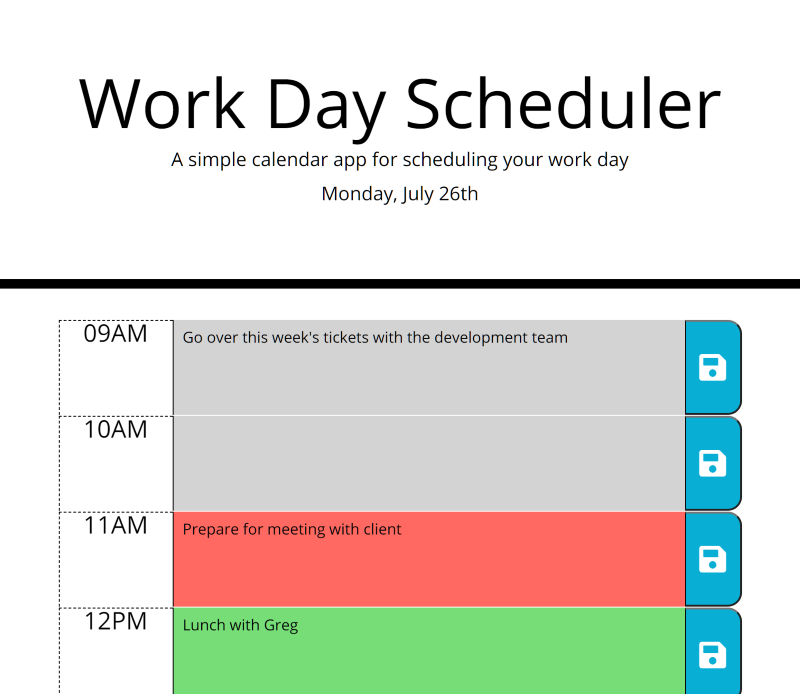 Work Day Scheduler
A simple calendar app for scheduling your work day
Monday, July 26th
09AM
Go over this week's tickets with the development team
10AM
11AM
Prepare for meeting with client
12PM
Lunch with Greg